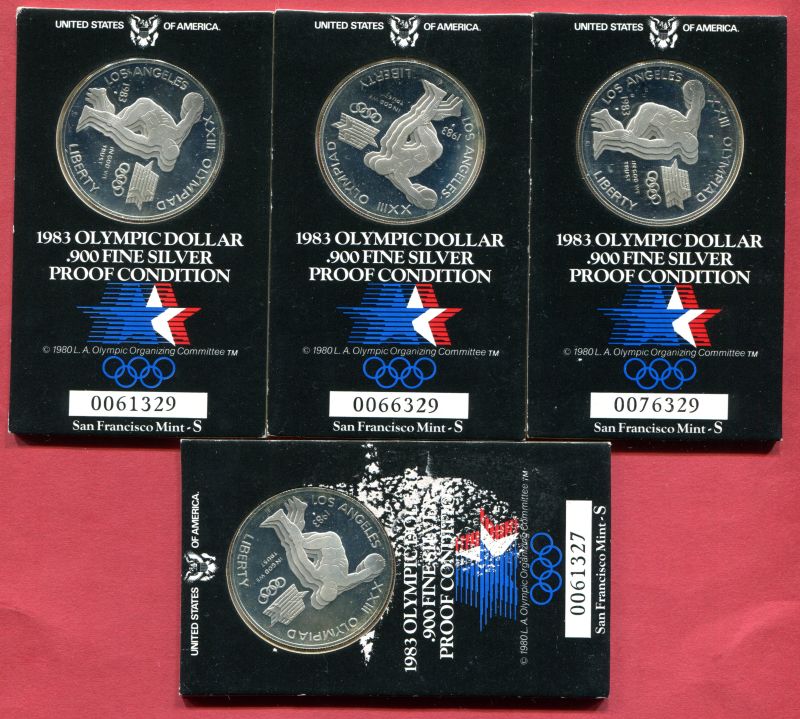 UNITED STATES OF AMERICA.
LOS ANGELES
1983
IN GOD WE
TRUST
LIBERTY
XXIII OLYMPIAD
1983 OLYMPIC DOLLAR
.900 FINE SILVER
PROOF CONDITION
© 1980 L.A. Olympic Organizing Committee TM
0061329
San Francisco Mint - S
UNITED STATES OF AMERICA.
LOS ANGELES
1983
IN GOD WE
TRUST
LIBERTY
XXIII OLYMPIAD
1983 OLYMPIC DOLLAR
.900 FINE SILVER
PROOF CONDITION
© 1980 L.A. Olympic Organizing Committee TM
0066329
San Francisco Mint - S
UNITED STATES OF AMERICA.
LOS ANGELES
1983
IN GOD WE
TRUST
LIBERTY
XXIII OLYMPIAD
1983 OLYMPIC DOLLAR
.900 FINE SILVER
PROOF CONDITION
© 1980 L.A. Olympic Organizing Committee TM
0076329
San Francisco Mint - S
UNITED STATES OF AMERICA.
LOS ANGELES
1983
IN GOD WE
TRUST
LIBERTY
XXIII OLYMPIAD
1983 OLYMPIC DOLLAR
.900 FINE SILVER
PROOF CONDITION
© 1980 L.A. Olympic Organizing Committee TM
0061327
San Francisco Mint - S